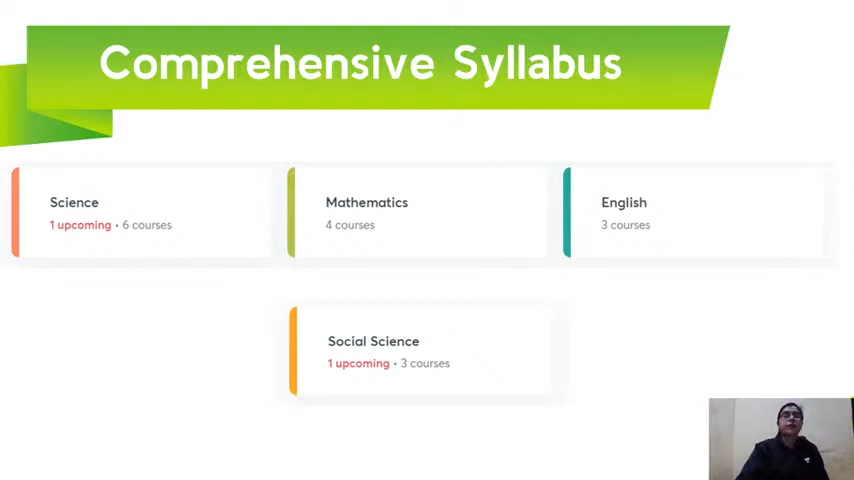 Comprehensive Syllabus
Science
1 upcoming • 6 courses
Mathematics
4 courses
English
3 courses
Social Science
1 upcoming • 3 courses